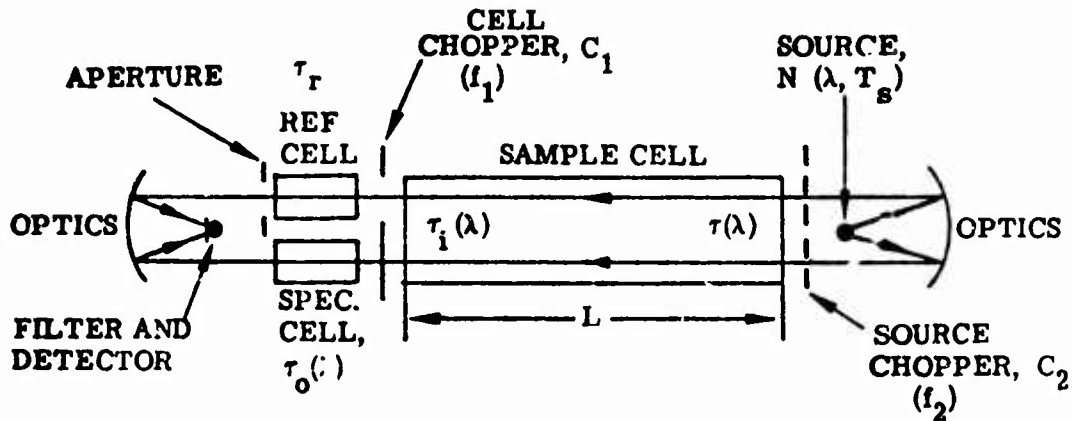 CELL
CHOPPER, C₁
(f₁)
SOURCE,
N (λ, Tₛ)
APERTURE
τᵣ
REF
CELL
SAMPLE CELL
OPTICS
τᵢ(λ)
τ(λ)
OPTICS
SPEC.
CELL,
τₒ( )
L
FILTER AND
DETECTOR
SOURCE
CHOPPER, C₂
(f₂)